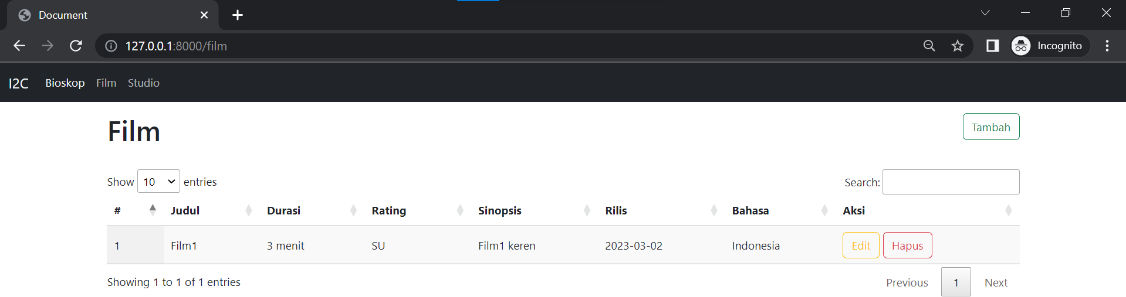 Document
127.0.0.1:8000/film
Incognito
I2C Bioskop Film Studio
Film
Tambah
Show 10 entries
Search:
# Judul Durasi Rating Sinopsis Rilis Bahasa Aksi
1 Film1 3 menit SU Film1 keren 2023-03-02 Indonesia Edit Hapus
Showing 1 to 1 of 1 entries
Previous 1 Next